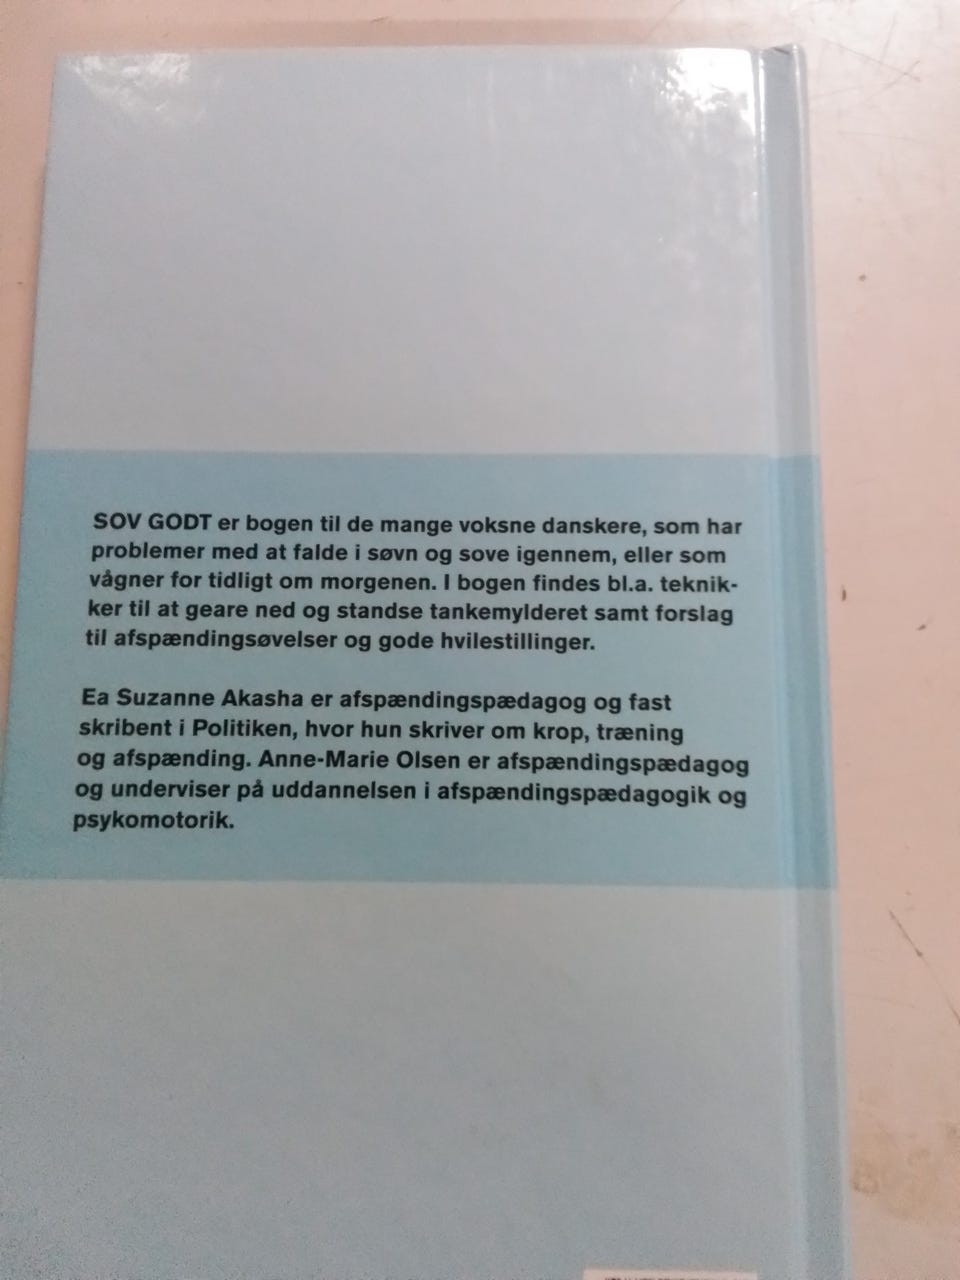 SOV GODT er bogen til de mange voksne danskere, som har
problemer med at falde i søvn og sove igennem, eller som
vågner for tidligt om morgenen. I bogen findes bl.a. teknik-
ker til at geare ned og standse tankemylderet samt forslag
til afspændingsøvelser og gode hvilestillinger.
Ea Suzanne Akasha er afspændingspædagog og fast
skribent i Politiken, hvor hun skriver om krop, træning
og afspænding. Anne-Marie Olsen er afspændingspædagog
og underviser på uddannelsen i afspændingspædagogik og
psykomotorik.